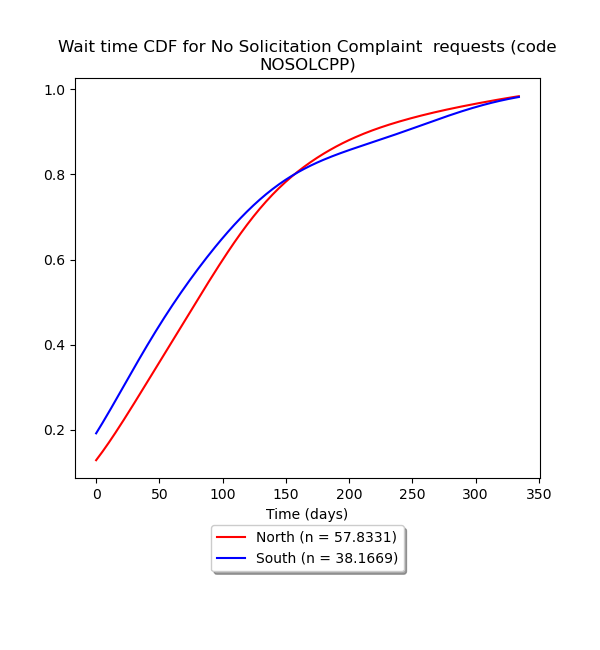 Wait time CDF for No Solicitation Complaint  requests (code
NOSOLCPP)
1.0
0.8
0.6
0.4
0.2
0 50 100 150 200 250 300 350
Time (days)
North (n = 57.8331)
South (n = 38.1669)